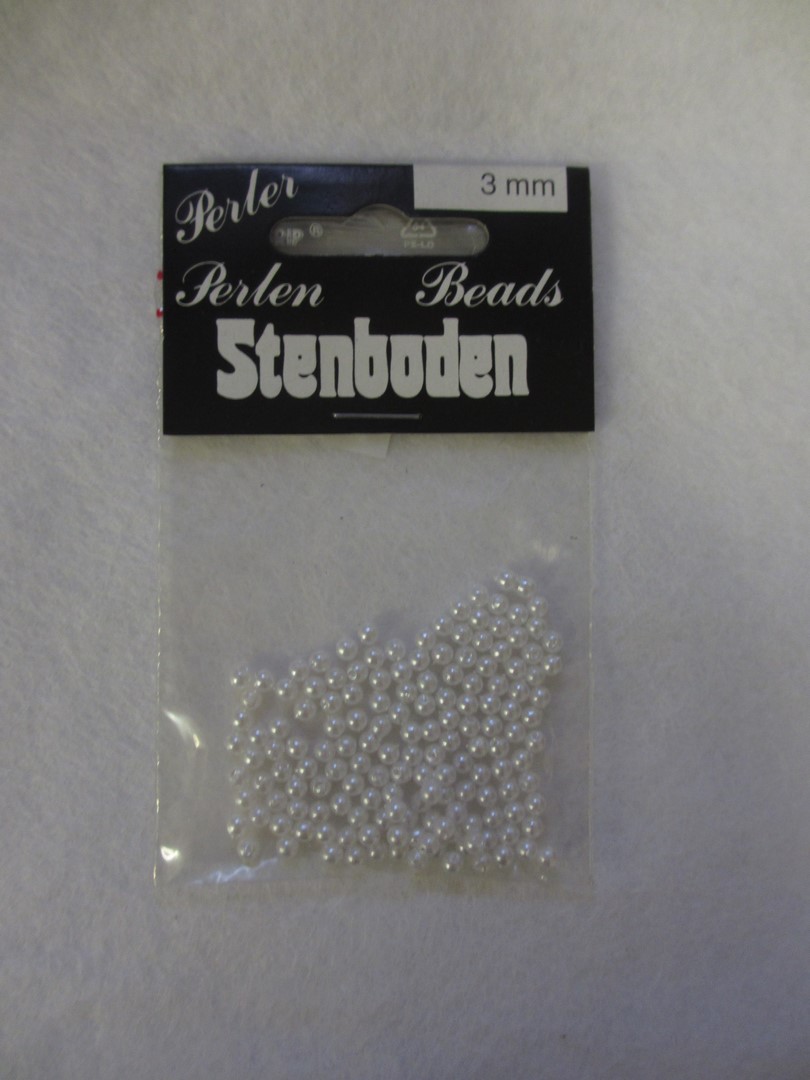 3 mm
Perler
Perlen Beads
Stenboden